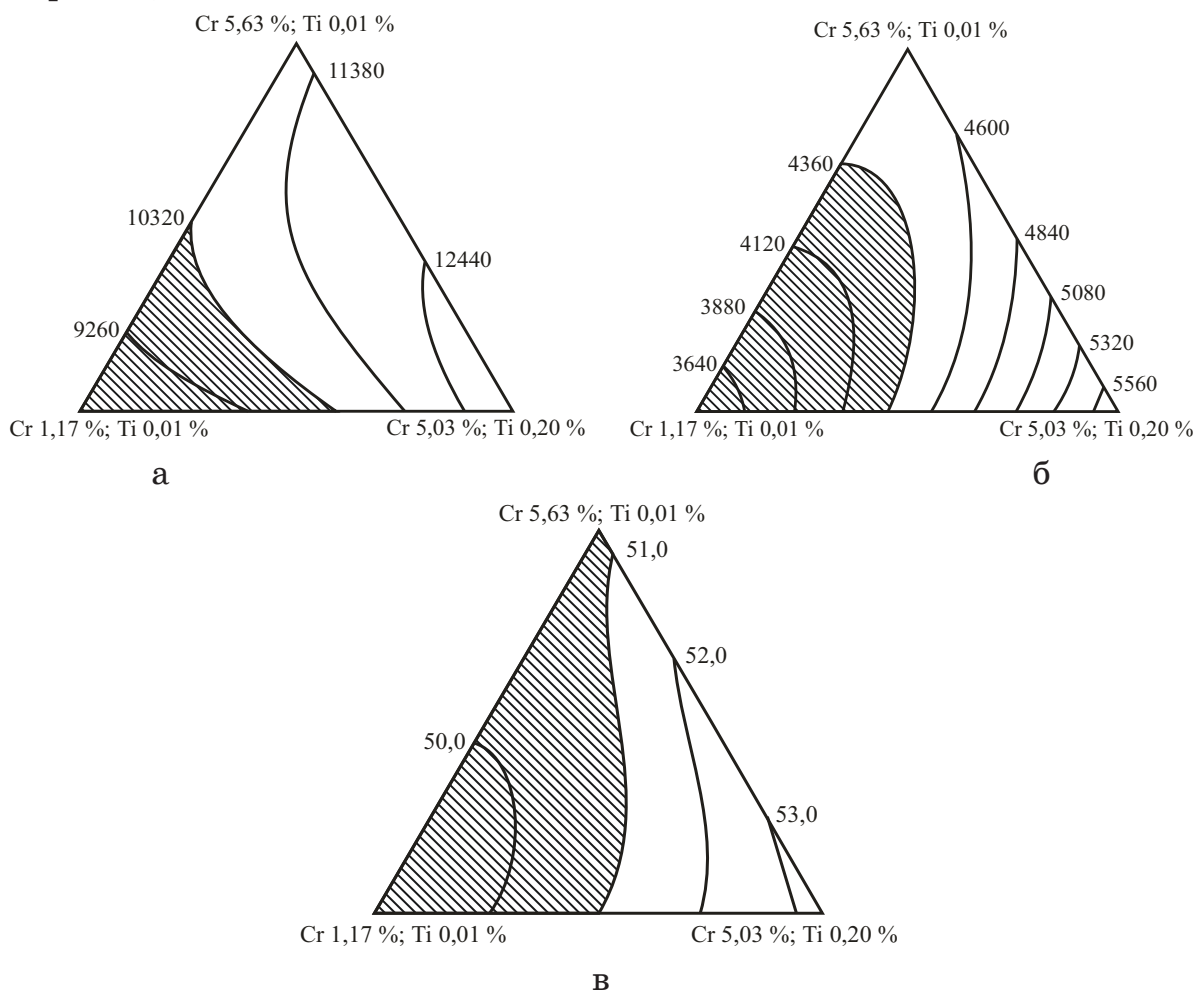 Cr 5,63 %; Ti 0,01 %
11380
10320
12440
9260
Cr 1,17 %; Ti 0,01 %
Cr 5,03 %; Ti 0,20 %
а
Cr 5,63 %; Ti 0,01 %
4600
4360
4840
4120
5080
3880
5320
3640
5560
Cr 1,17 %; Ti 0,01 %
Cr 5,03 %; Ti 0,20 %
б
Cr 5,63 %; Ti 0,01 %
51,0
52,0
50,0
53,0
Cr 1,17 %; Ti 0,01 %
Cr 5,03 %; Ti 0,20 %
в